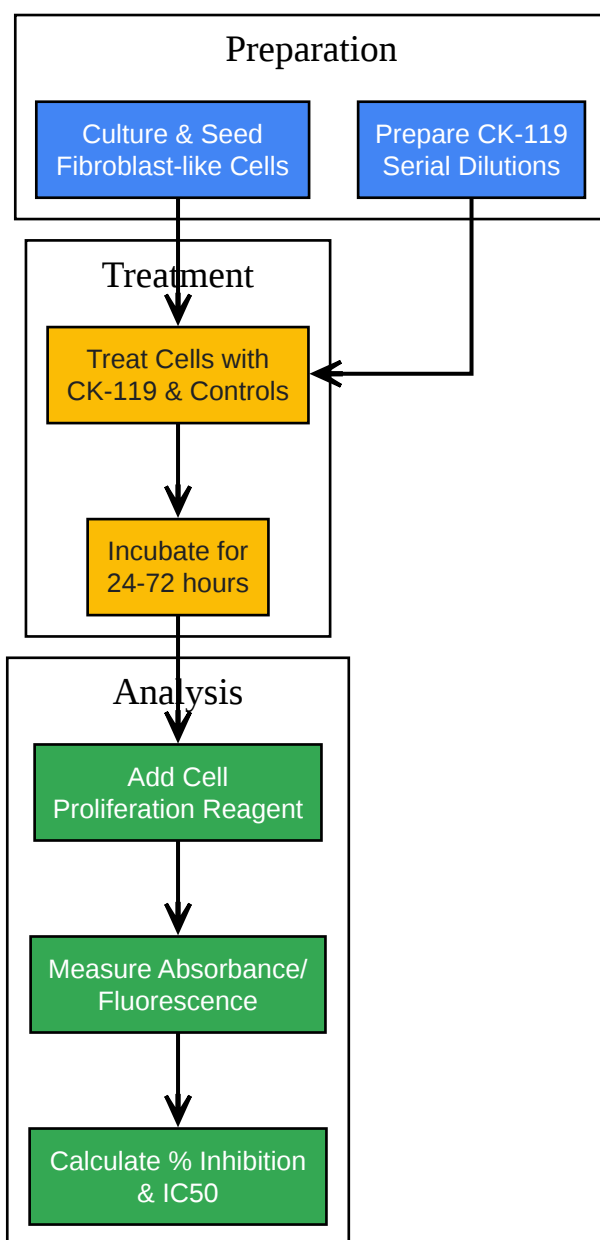 Preparation
Culture & Seed
Fibroblast-like Cells
Prepare CK-119
Serial Dilutions
Treatment
Treat Cells with
CK-119 & Controls
Incubate for
24-72 hours
Analysis
Add Cell
Proliferation Reagent
Measure Absorbance/
Fluorescence
Calculate % Inhibition
& IC50